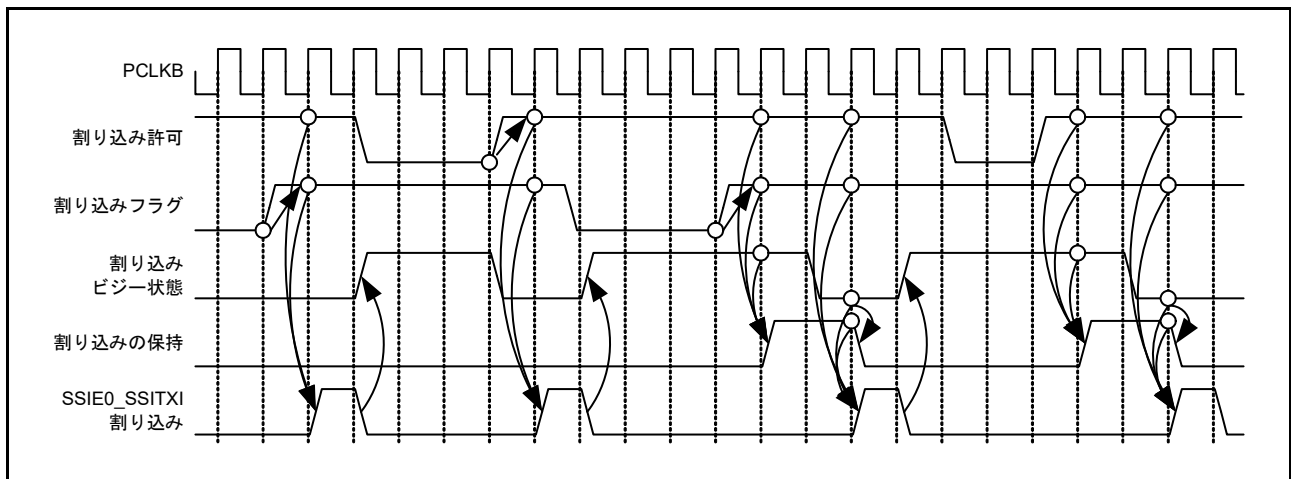 PCLKB
割り込み許可
割り込みフラグ
割り込み
ビジー状態
割り込みの保持
SSIE0_SSITXI
割り込み